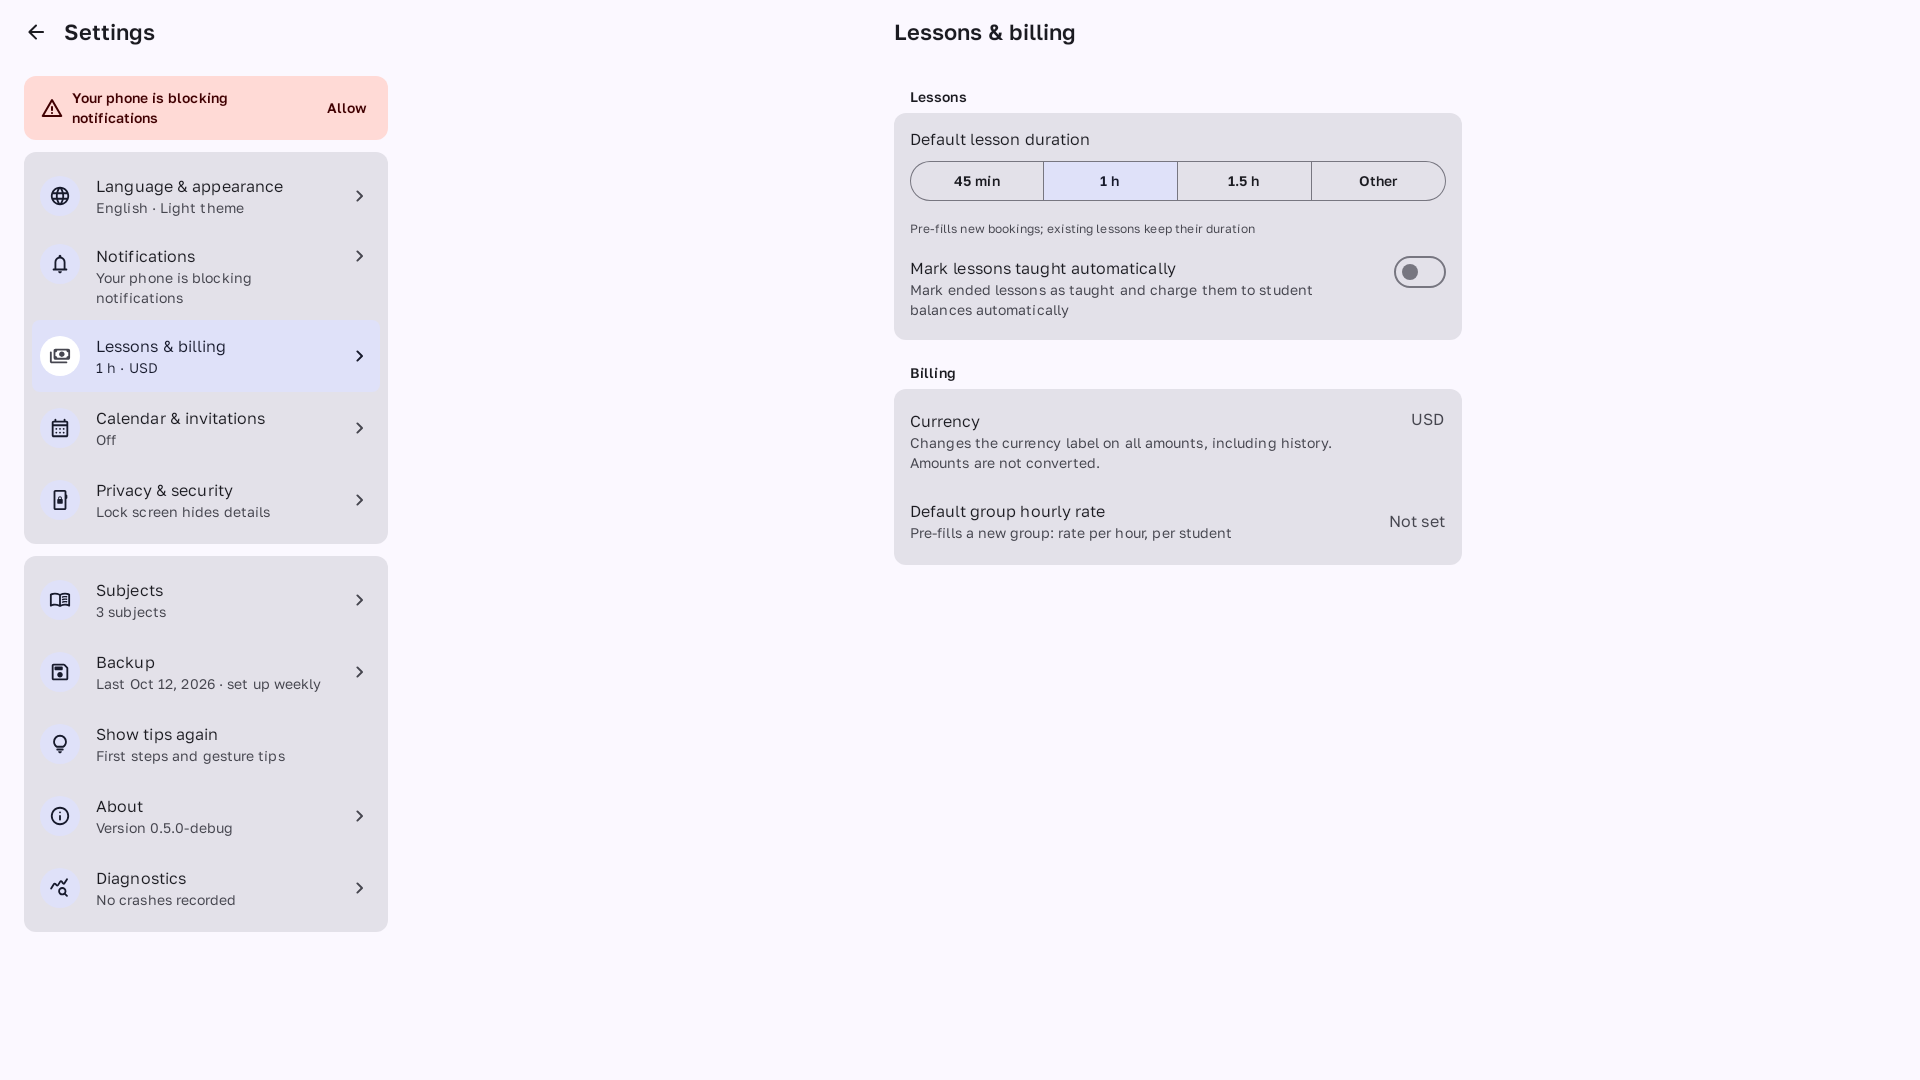 Settings
Your phone is blocking
notifications
Allow
Language & appearance
English · Light theme
Notifications
Your phone is blocking
notifications
Lessons & billing
1 h · USD
Calendar & invitations
Off
Privacy & security
Lock screen hides details
Subjects
3 subjects
Backup
Last Oct 12, 2026 · set up weekly
Show tips again
First steps and gesture tips
About
Version 0.5.0-debug
Diagnostics
No crashes recorded
Lessons & billing
Lessons
Default lesson duration
45 min
1 h
1.5 h
Other
Pre-fills new bookings; existing lessons keep their duration
Mark lessons taught automatically
Mark ended lessons as taught and charge them to student
balances automatically
Billing
Currency
USD
Changes the currency label on all amounts, including history.
Amounts are not converted.
Default group hourly rate
Not set
Pre-fills a new group: rate per hour, per student